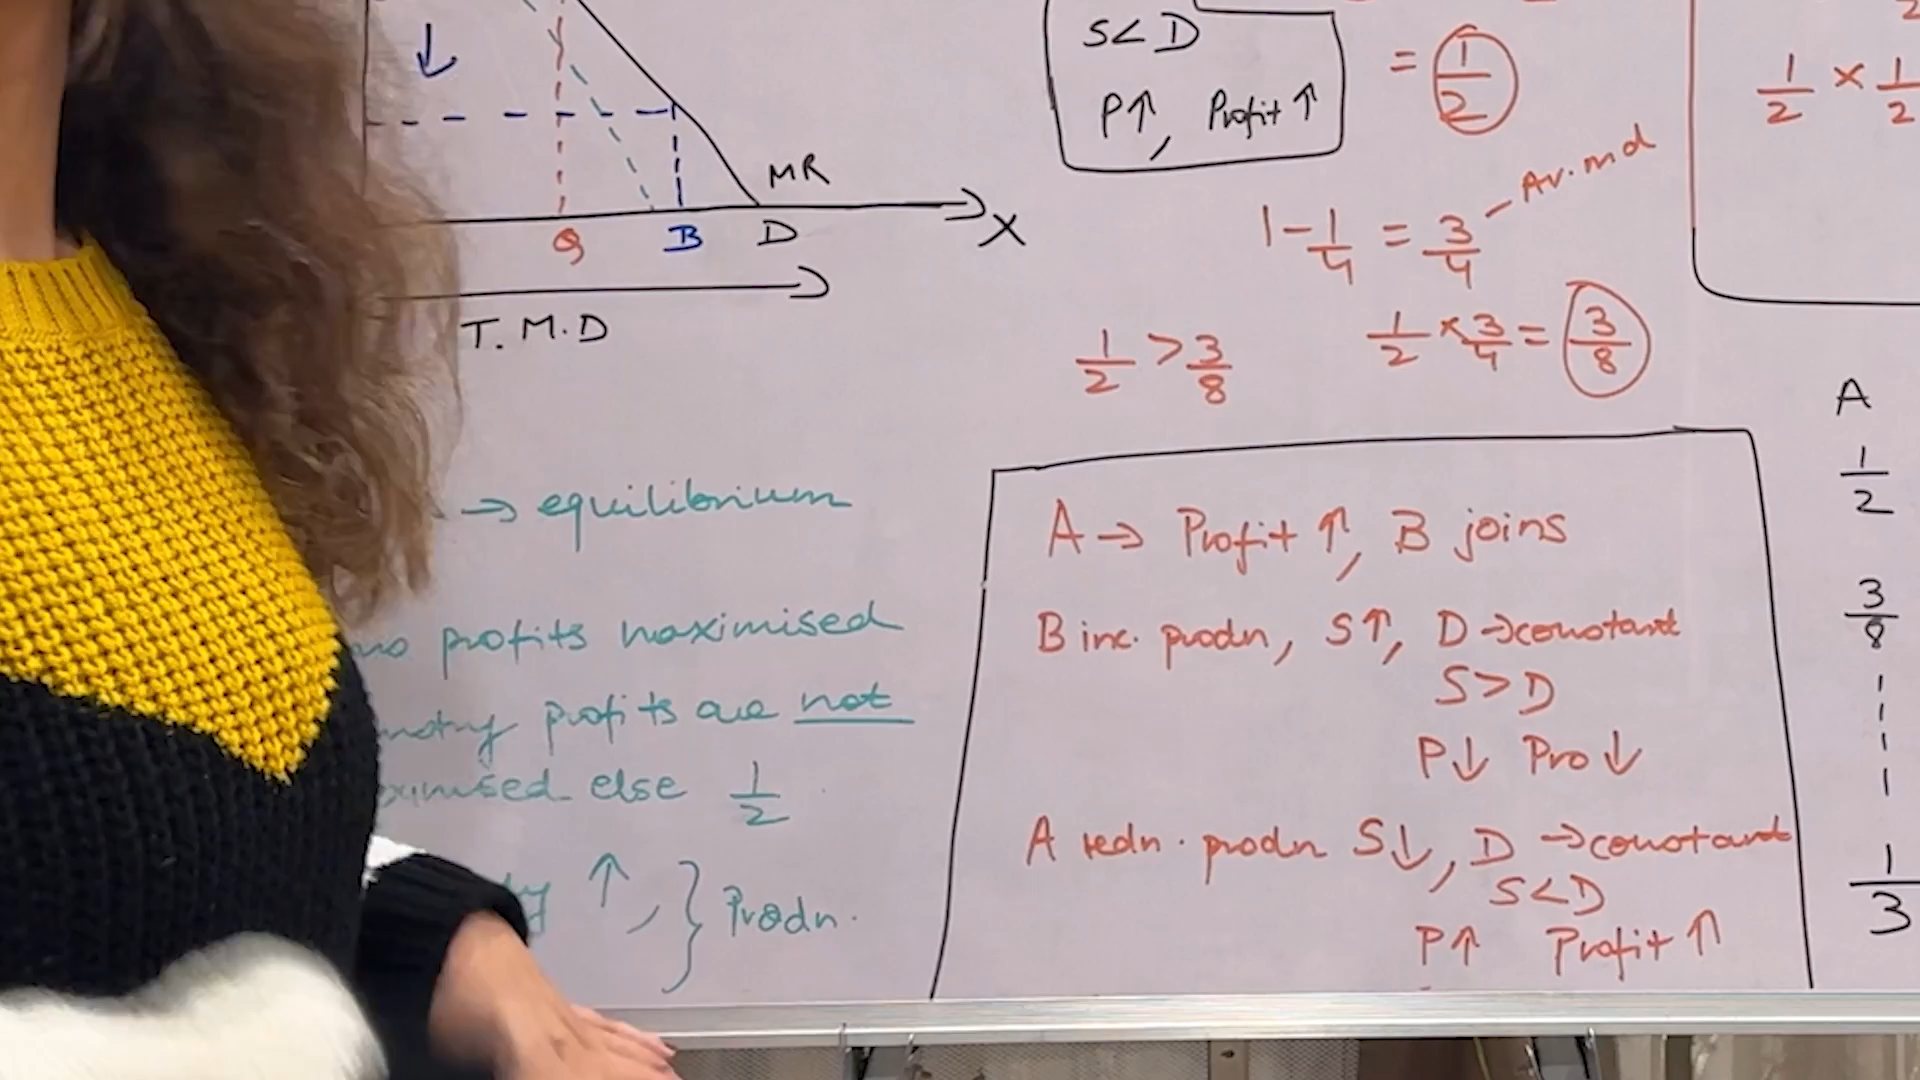 ↓
MR
X
Q B D
T.M.D
→ equilibrium
profits maximised
profits are not
else 1/2
↑, } Prodn.
S<D
P↑, Profit↑
= 1/2
1 - 1/4 = 3/4 - Av. md
1/2 × 3/4 = 3/8
1/2 > 3/8
A → Profit ↑, B joins
B inc. prodn, S↑, D → constant
S>D
P↓ Pro↓
A redn. prodn S↓, D → constant
S<D
P↑ Profit ↑
1/2 × 1/2
A
1/2
3/8
1/3